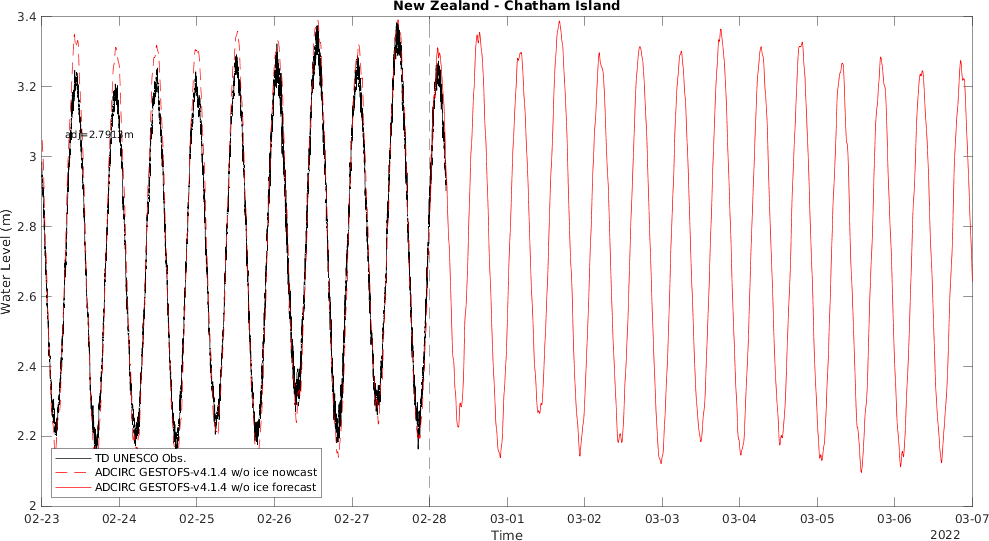 New Zealand - Chatham Island
3.4
3.2
3
2.8
2.6
2.4
2.2
2
Water Level (m)
adj=2.7913m
TD UNESCO Obs.
ADCIRC GESTOFS-v4.1.4 w/o ice nowcast
ADCIRC GESTOFS-v4.1.4 w/o ice forecast
02-23 02-24 02-25 02-26 02-27 02-28 03-01 03-02 03-03 03-04 03-05 03-06 03-07
Time
2022